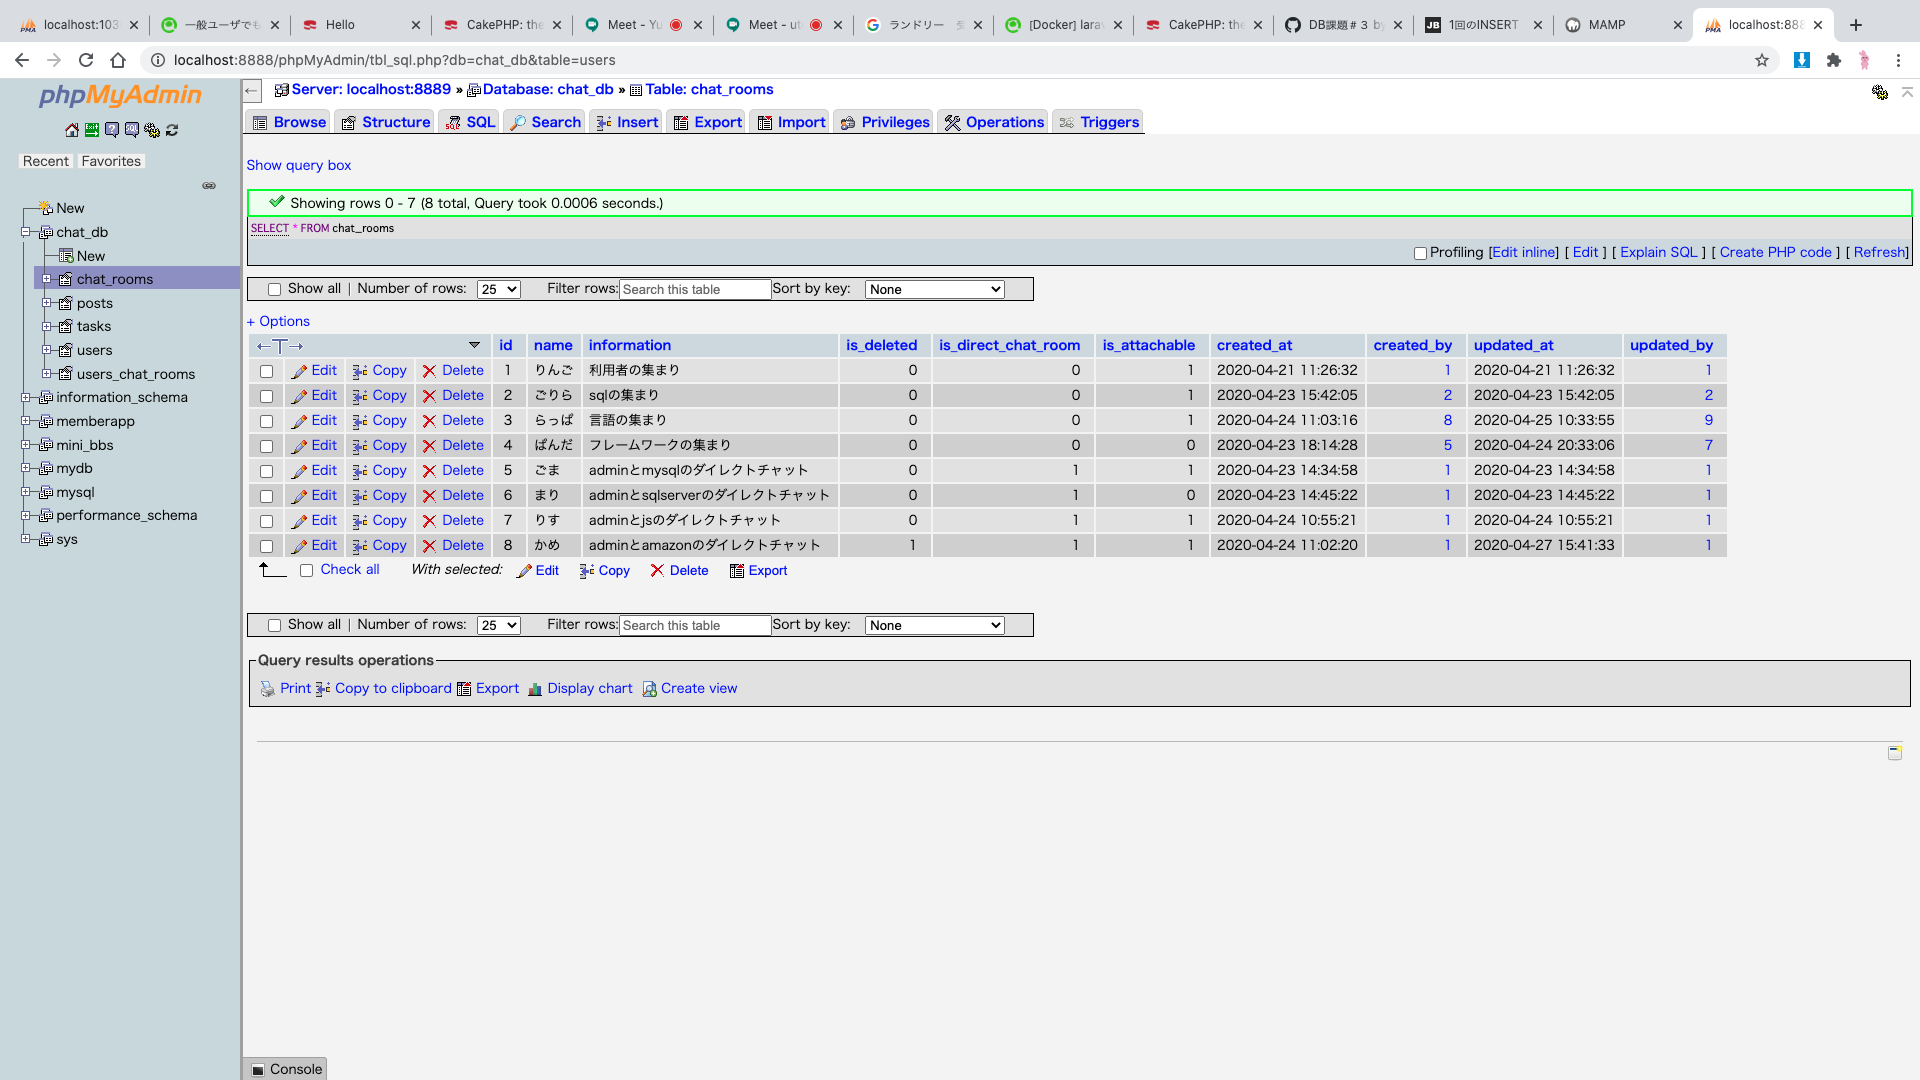 localhost:103
一般ユーザでも
Hello
CakePHP: the
Meet - Yu
Meet - ut
ランドリー 受
[Docker] larav
CakePHP: the
DB課題＃３ by
1回のINSERT
MAMP
localhost:888
localhost:8888/phpMyAdmin/tbl_sql.php?db=chat_db&table=users
phpMyAdmin
Recent Favorites
New
chat_db
New
chat_rooms
posts
tasks
users
users_chat_rooms
information_schema
memberapp
mini_bbs
mydb
mysql
performance_schema
sys
Server: localhost:8889 » Database: chat_db » Table: chat_rooms
Browse Structure SQL Search Insert Export Import Privileges Operations Triggers
Show query box
Showing rows 0 - 7 (8 total, Query took 0.0006 seconds.)
SELECT * FROM chat_rooms
Profiling [Edit inline] [ Edit ] [ Explain SQL ] [ Create PHP code ] [ Refresh]
Show all | Number of rows: 25 Filter rows: Search this table Sort by key: None
+ Options
id name information is_deleted is_direct_chat_room is_attachable created_at created_by updated_at updated_by
Edit Copy Delete 1 りんご 利用者の集まり 0 0 1 2020-04-21 11:26:32 1 2020-04-21 11:26:32 1
Edit Copy Delete 2 ごりら sqlの集まり 0 0 1 2020-04-23 15:42:05 2 2020-04-23 15:42:05 2
Edit Copy Delete 3 らっぱ 言語の集まり 0 0 1 2020-04-24 11:03:16 8 2020-04-25 10:33:55 9
Edit Copy Delete 4 ぱんだ フレームワークの集まり 0 0 0 2020-04-23 18:14:28 5 2020-04-24 20:33:06 7
Edit Copy Delete 5 ごま adminとmysqlのダイレクトチャット 0 1 1 2020-04-23 14:34:58 1 2020-04-23 14:34:58 1
Edit Copy Delete 6 まり adminとsqlserverのダイレクトチャット 0 1 0 2020-04-23 14:45:22 1 2020-04-23 14:45:22 1
Edit Copy Delete 7 りす adminとjsのダイレクトチャット 0 1 1 2020-04-24 10:55:21 1 2020-04-24 10:55:21 1
Edit Copy Delete 8 かめ adminとamazonのダイレクトチャット 1 1 1 2020-04-24 11:02:20 1 2020-04-27 15:41:33 1
Check all With selected: Edit Copy Delete Export
Show all | Number of rows: 25 Filter rows: Search this table Sort by key: None
Query results operations
Print Copy to clipboard Export Display chart Create view
Console